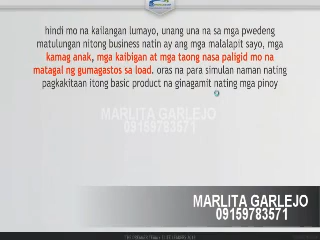 hindi mo na kailangan lumayo, unang una na sa mga pwedeng
matulungan nitong business natin ay ang mga malalapit sayo, mga
kamag anak, mga kaibigan at mga taong nasa paligid mo na
matagal ng gumagastos sa load. oras na para simulan naman nating
pagkakitaan itong basic product na ginagamit nating mga pinoy
MARLITA GARLEJO
09159783571
MARLITA GARLEJO
09159783571